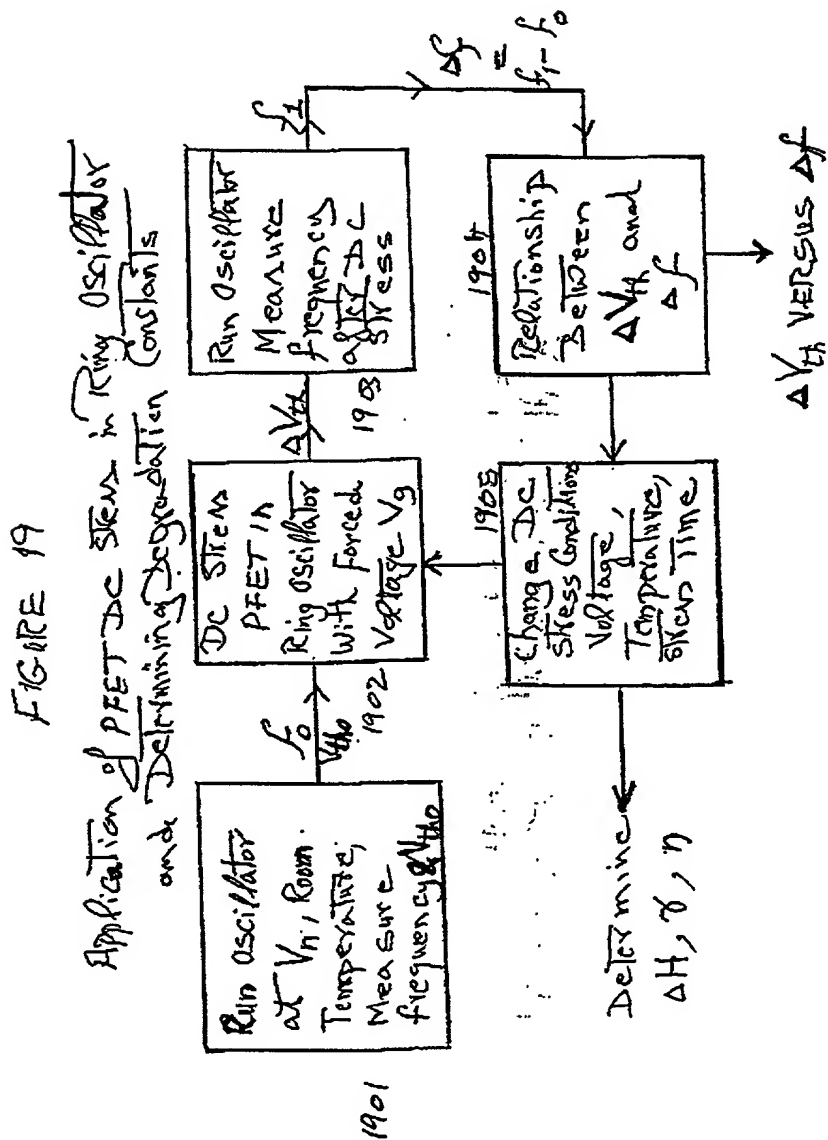 FIGURE 19
Application of PFET DC Stress in Ring Oscillator
and Determining Degradation Constants
1901
Run Oscillator
at Vn, Room
Temperature,
Measure
frequency & Vtho
f0
Vtho
1902
DC Stress
PFET in
Ring Oscillator
with Forced
Voltage Vg
ΔVth
1903
Run Oscillator
Measure
frequency
after DC
Stress
f1
Δf
=
f1-f0
1904
Relationship
Between
ΔVth and
Δf
ΔVth VERSUS Δf
1905
Change DC
Stress Conditions
Voltage,
Temperature,
Stress Time
Determine
ΔH, γ, n